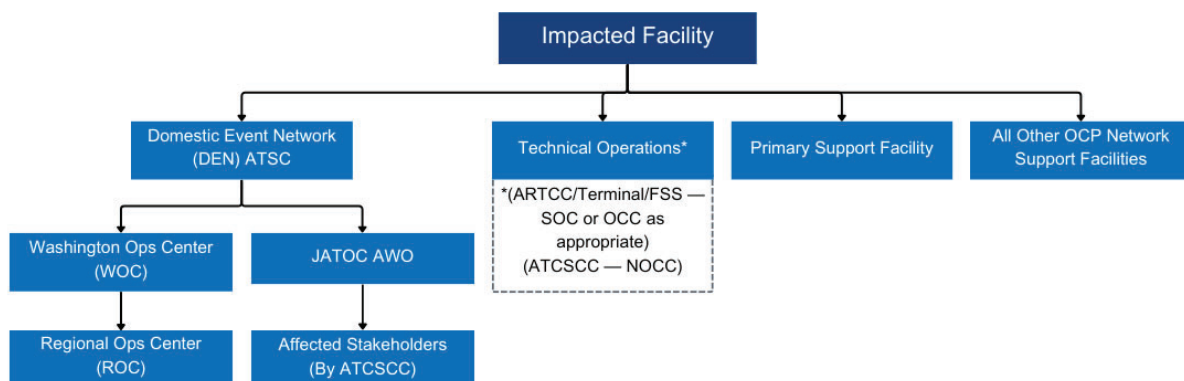 Impacted Facility
Domestic Event Network
(DEN) ATSC
Technical Operations*
Primary Support Facility
All Other OCP Network
Support Facilities
*(ARTCC/Terminal/FSS —
SOC or OCC as
appropriate)
(ATCSCC — NOCC)
Washington Ops Center
(WOC)
JATOC AWO
Regional Ops Center
(ROC)
Affected Stakeholders
(By ATCSCC)